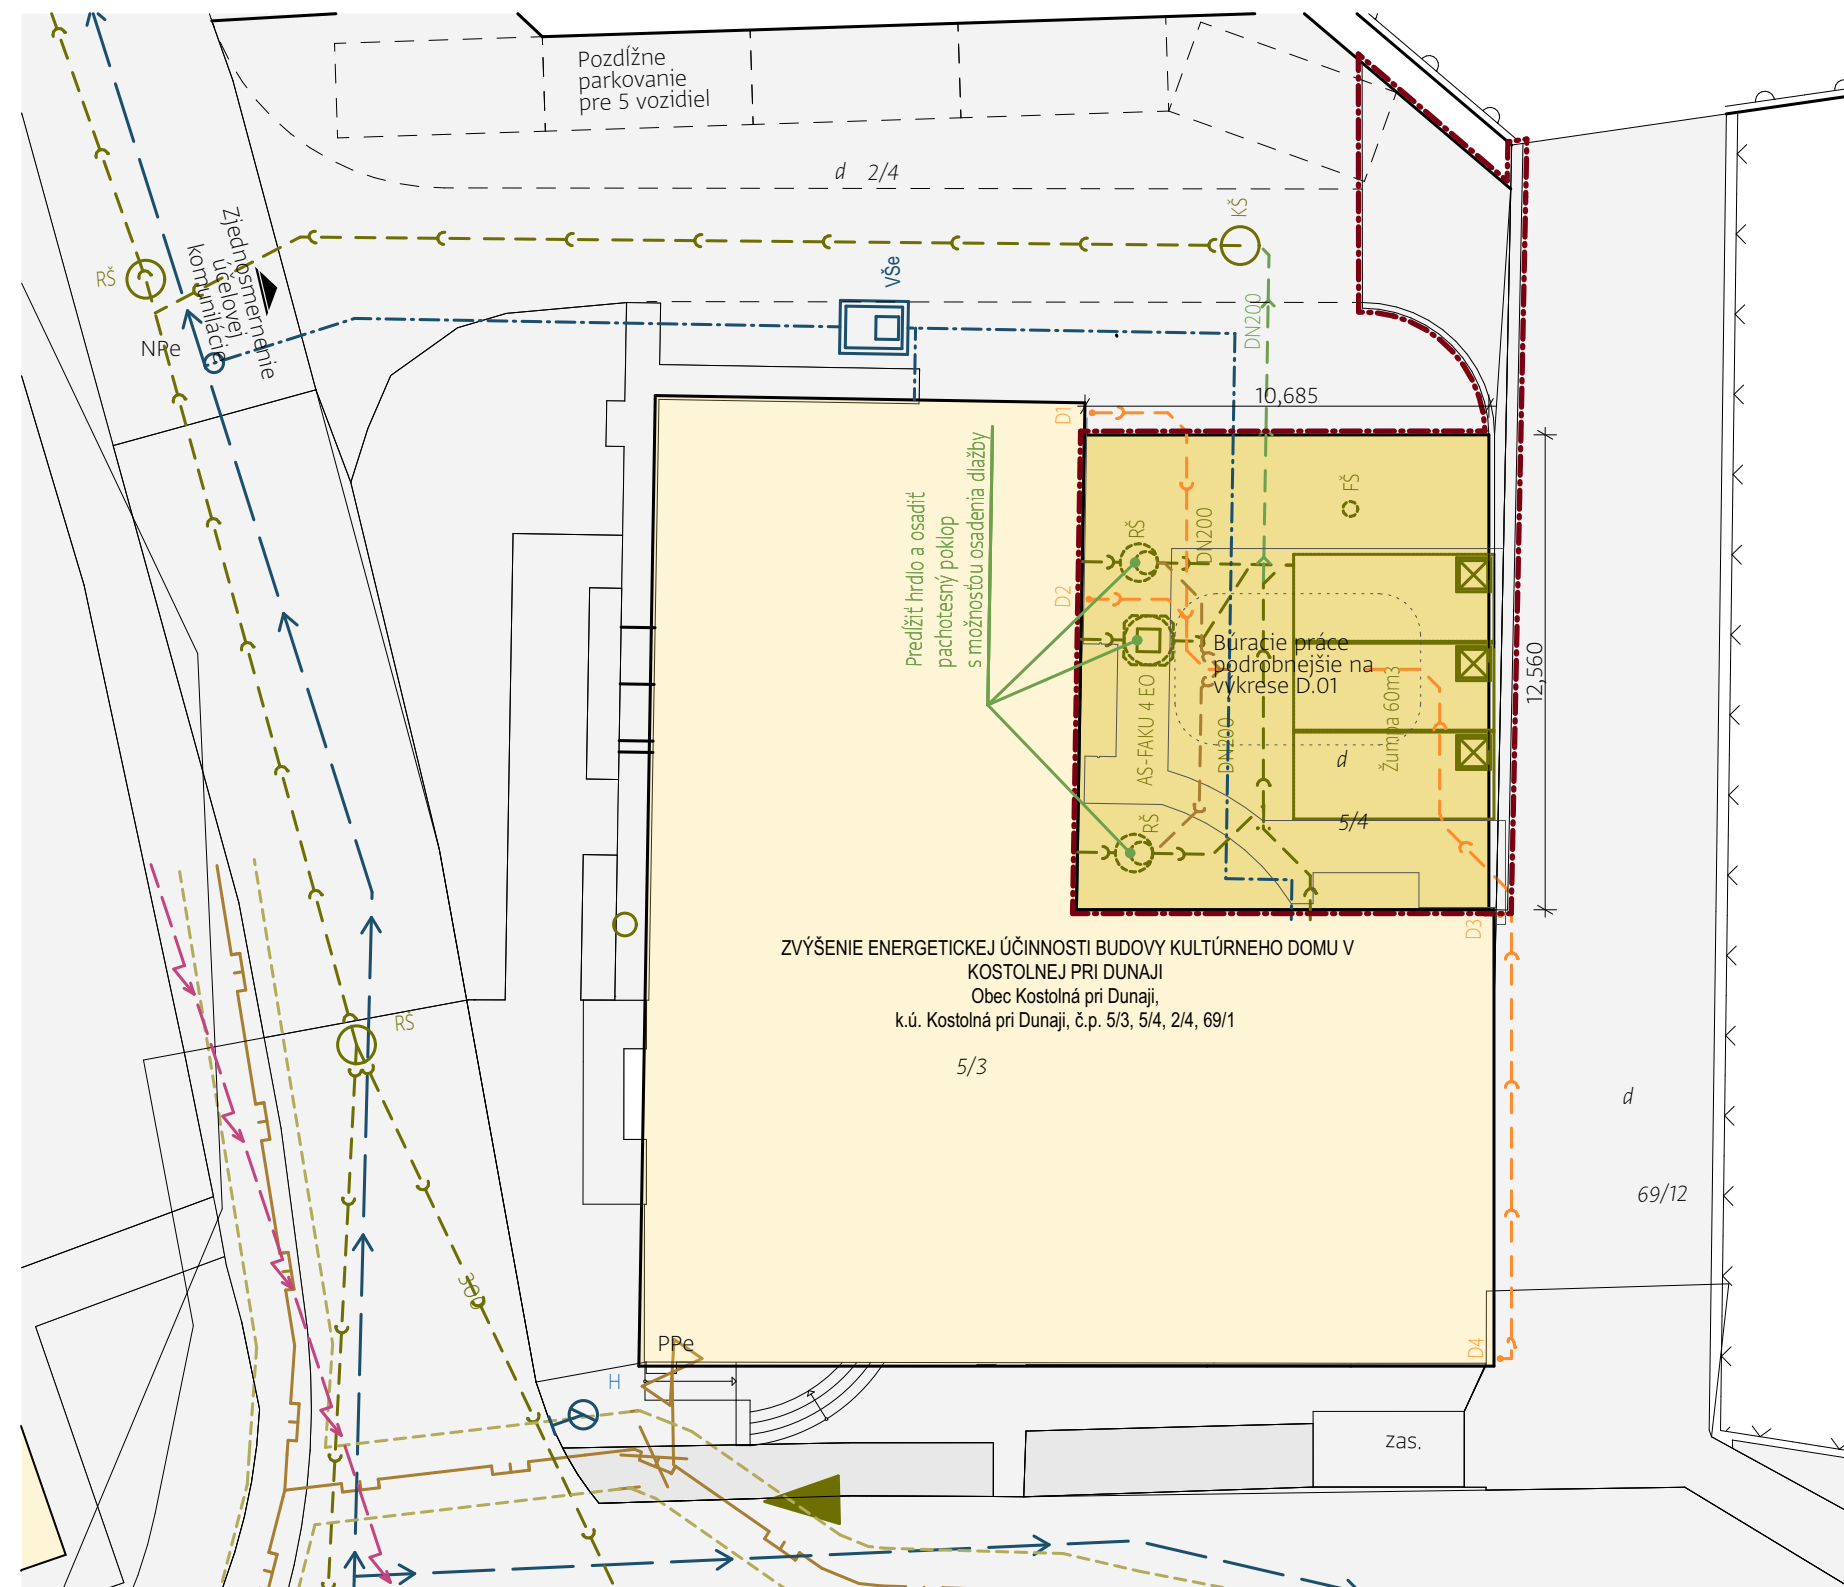 Pozdĺžne
parkovanie
pre 5 vozidiel
d 2/4
KŠ
RŠ
Zjednosmernenie
účelovej
komunilácie
VŠe
NPe
DN200
10,685
D1
Predĺžiť hrdlo a osadiť
pachotesný poklop
s možnosťou osadenia dlažby
FŠ
RŠ
DN200
D2
Búracie práce
podrobnejšie na
výkrese D.01
12,560
AS-FAKU 4 EO
DN200
Žumpa 60m3
d
5/4
RŠ
D3
ZVÝŠENIE ENERGETICKEJ ÚČINNOSTI BUDOVY KULTÚRNEHO DOMU V
KOSTOLNEJ PRI DUNAJI
Obec Kostolná pri Dunaji,
k.ú. Kostolná pri Dunaji, č.p. 5/3, 5/4, 2/4, 69/1
RŠ
5/3
d
69/12
300
PPe
D4
H
zas.